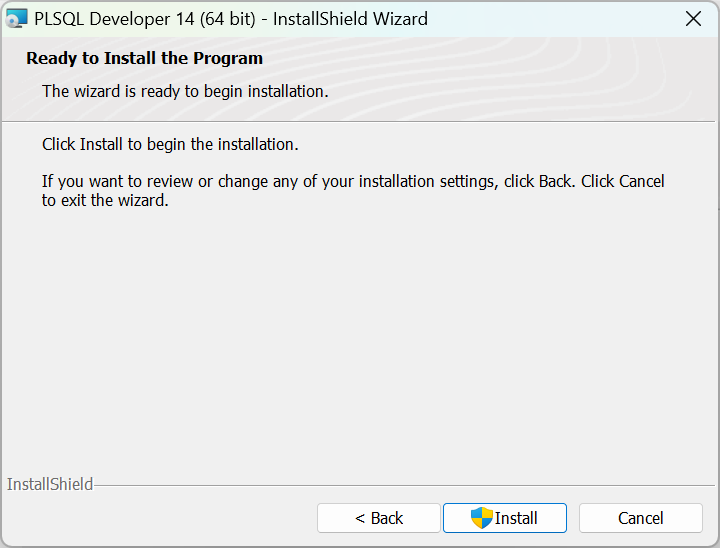 PLSQL Developer 14 (64 bit) - InstallShield Wizard
Ready to Install the Program
The wizard is ready to begin installation.
Click Install to begin the installation.
If you want to review or change any of your installation settings, click Back. Click Cancel
to exit the wizard.
InstallShield
< Back Install Cancel